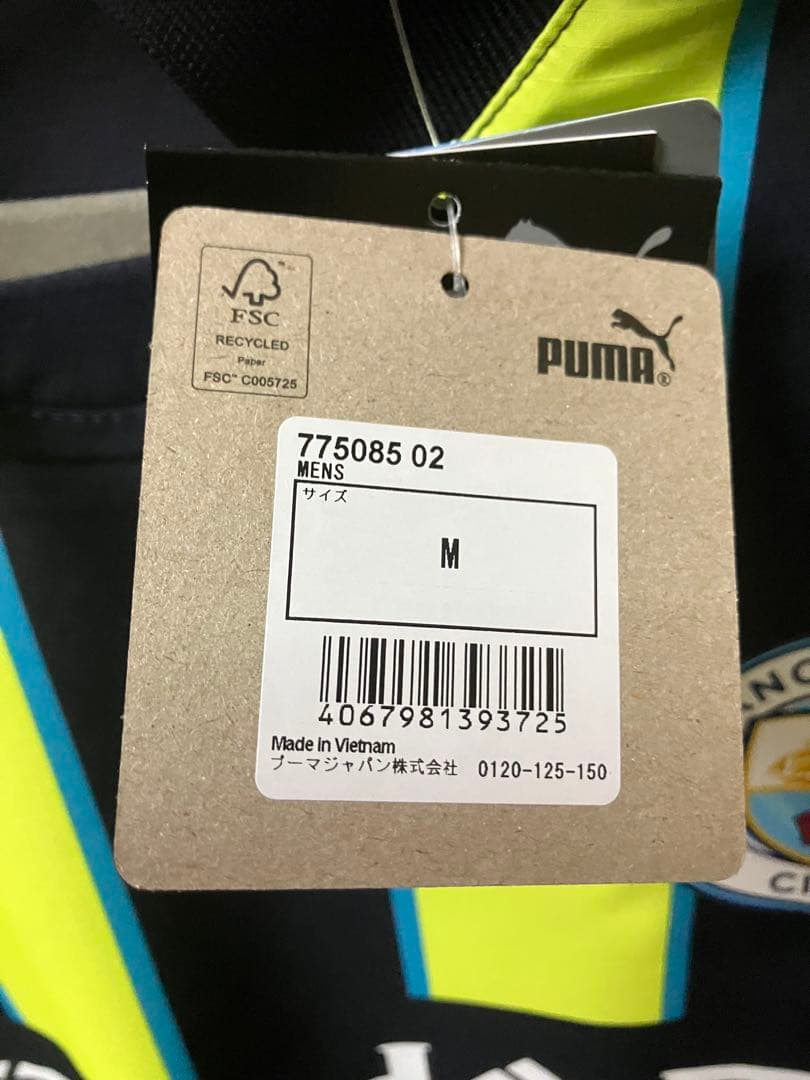 FSC
RECYCLED
Paper
FSC™ C005725
PUMA®
775085 02
MENS
サイズ
M
4067981393725
Made in Vietnam
プーマジャパン株式会社 0120-125-150